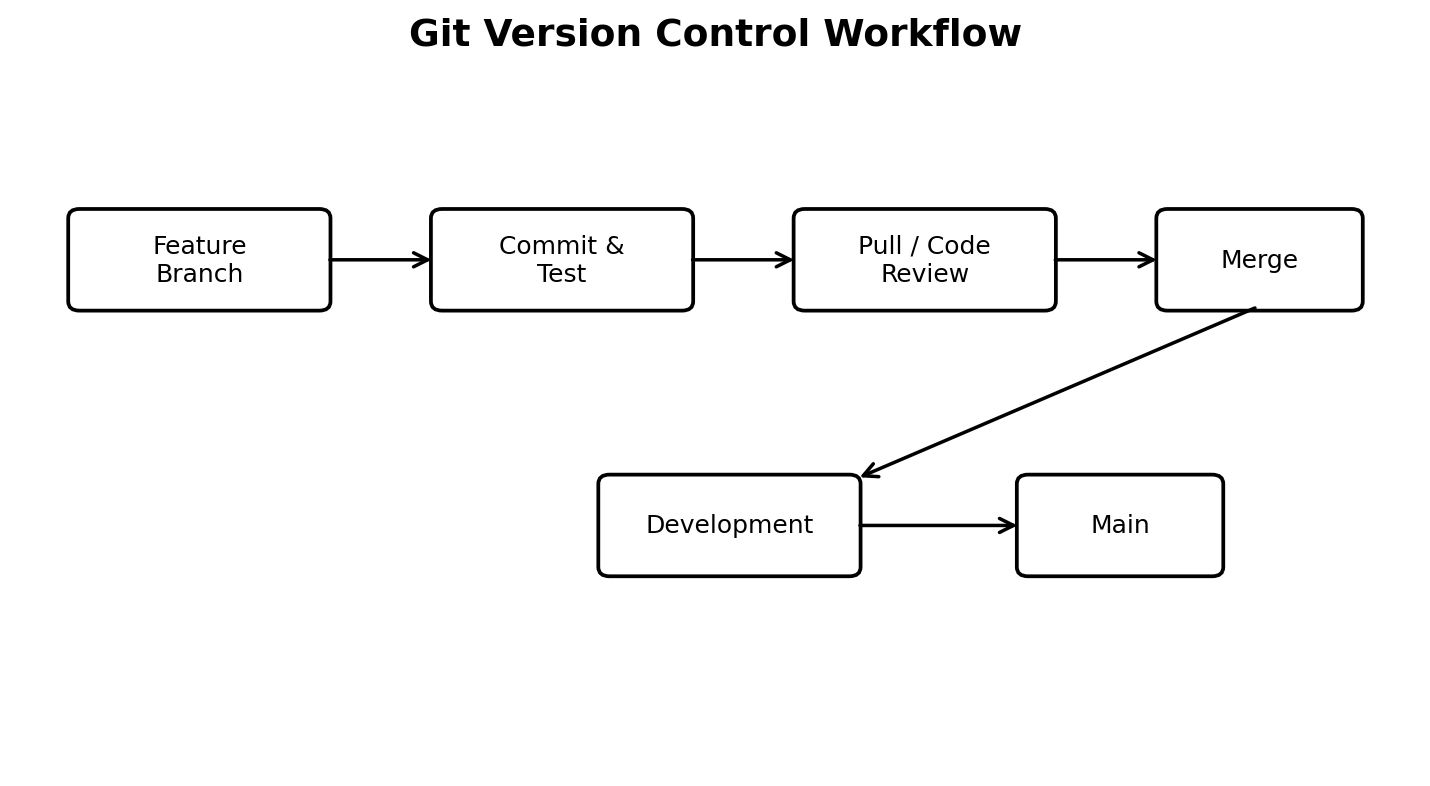 Git Version Control Workflow
Feature
Branch
Commit &
Test
Pull / Code
Review
Merge
Development
Main